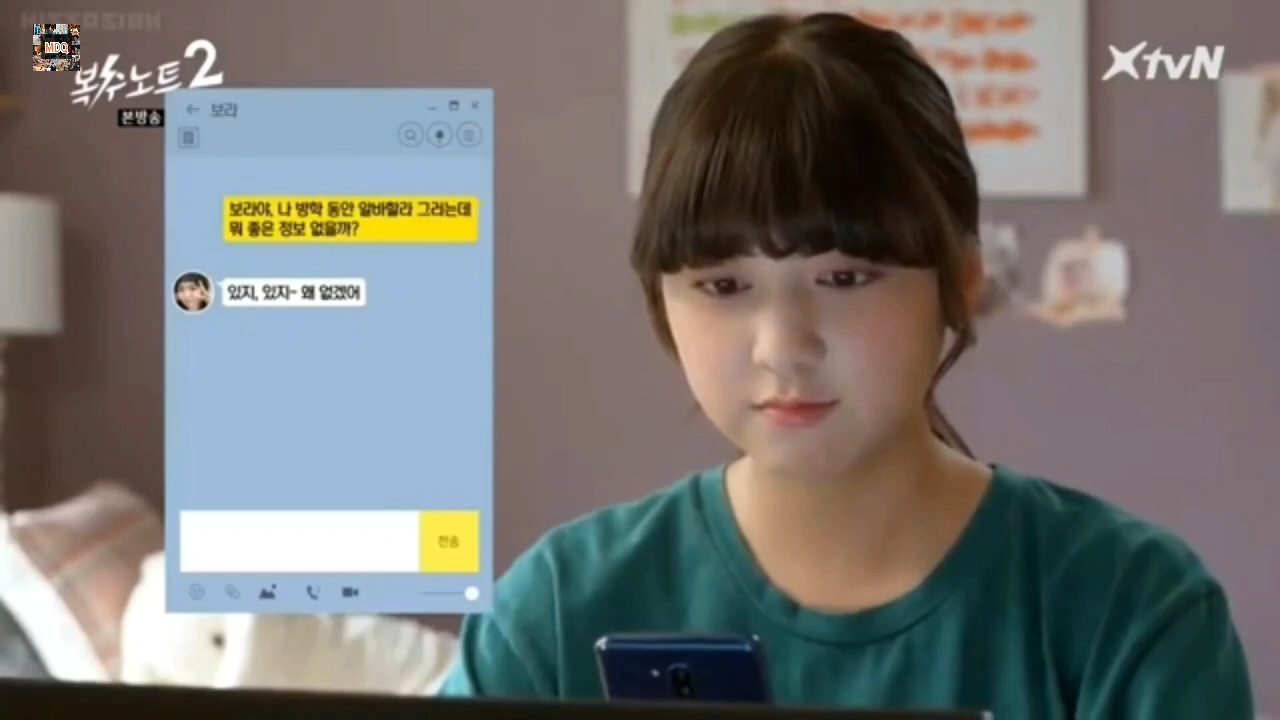 MDQ
복수노트2
본방송
XtvN
보라
보라야, 나 방학 동안 알바할라 그러는데
뭐 좋은 정보 없을까?
있지, 있지~ 왜 없겠어
전송